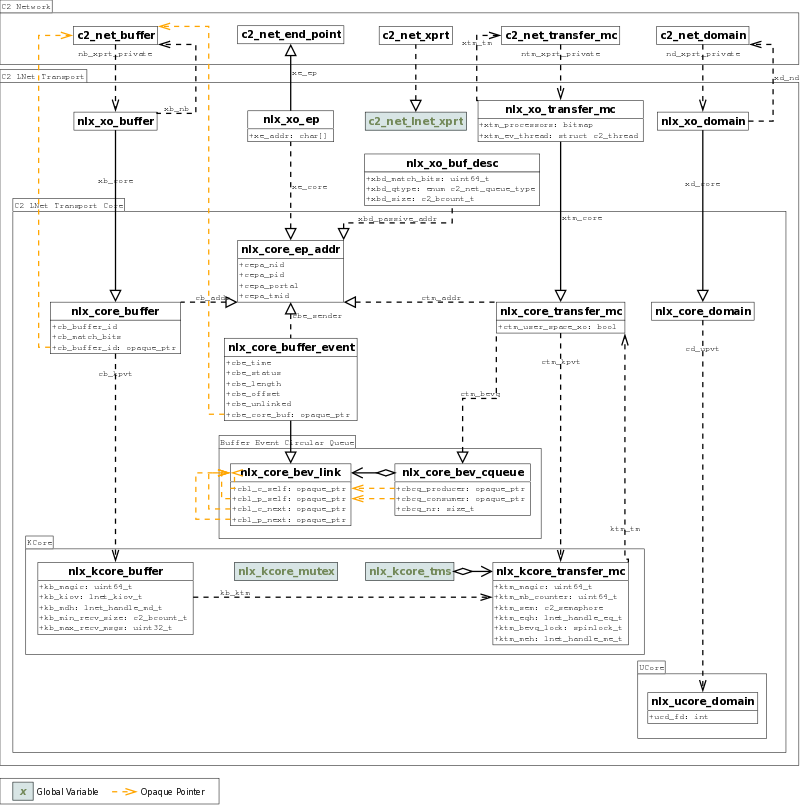 C2 Network
c2_net_buffer
c2_net_end_point
c2_net_xprt
c2_net_transfer_mc
c2_net_domain
xtm_tm
nb_xprt_private
ntm_xprt_private
nd_xprt_private
xe_ep
C2 LNet Transport
xd_nd
xb_nb
nlx_xo_buffer
nlx_xo_ep
+xe_addr: char[]
c2_net_lnet_xprt
nlx_xo_transfer_mc
+xtm_processors: bitmap
+xtm_ev_thread: struct c2_thread
nlx_xo_domain
nlx_xo_buf_desc
+xbd_match_bits: uint64_t
+xbd_qtype: enum c2_net_queue_type
+xbd_size: c2_bcount_t
xb_core
xe_core
xd_core
C2 LNet Transport Core
xbd_passive_addr
xtm_core
nlx_core_ep_addr
+cepa_nid
+cepa_pid
+cepa_portal
+cepa_tmid
cb_addr
ctm_addr
nlx_core_buffer
+cb_buffer_id
+cb_match_bits
+cb_buffer_id: opaque_ptr
cbe_sender
nlx_core_transfer_mc
+ctm_user_space_xo: bool
nlx_core_domain
nlx_core_buffer_event
+cbe_time
+cbe_status
+cbe_length
+cbe_offset
+cbe_unlinked
+cbe_core_buf: opaque_ptr
cb_kpvt
ctm_kpvt
cd_upvt
ctm_bevq
Buffer Event Circular Queue
nlx_core_bev_link
+cbl_c_self: opaque_ptr
+cbl_p_self: opaque_ptr
+cbl_c_next: opaque_ptr
+cbl_p_next: opaque_ptr
nlx_core_bev_cqueue
+cbcq_producer: opaque_ptr
+cbcq_consumer: opaque_ptr
+cbcq_nr: size_t
ktm_tm
KCore
nlx_kcore_buffer
+kb_magic: uint64_t
+kb_kiov: lnet_kiov_t
+kb_mdh: lnet_handle_md_t
+kb_min_recv_size: c2_bcount_t
+kb_max_recv_msgs: uint32_t
nlx_kcore_mutex
nlx_kcore_tms
kb_ktm
nlx_kcore_transfer_mc
+ktm_magic: uint64_t
+ktm_mb_counter: uint64_t
+ktm_sem: c2_semaphore
+ktm_eqh: lnet_handle_eq_t
+ktm_bevq_lock: spinlock_t
+ktm_meh: lnet_handle_me_t
UCore
nlx_ucore_domain
+ucd_fd: int
x
Global Variable
Opaque Pointer